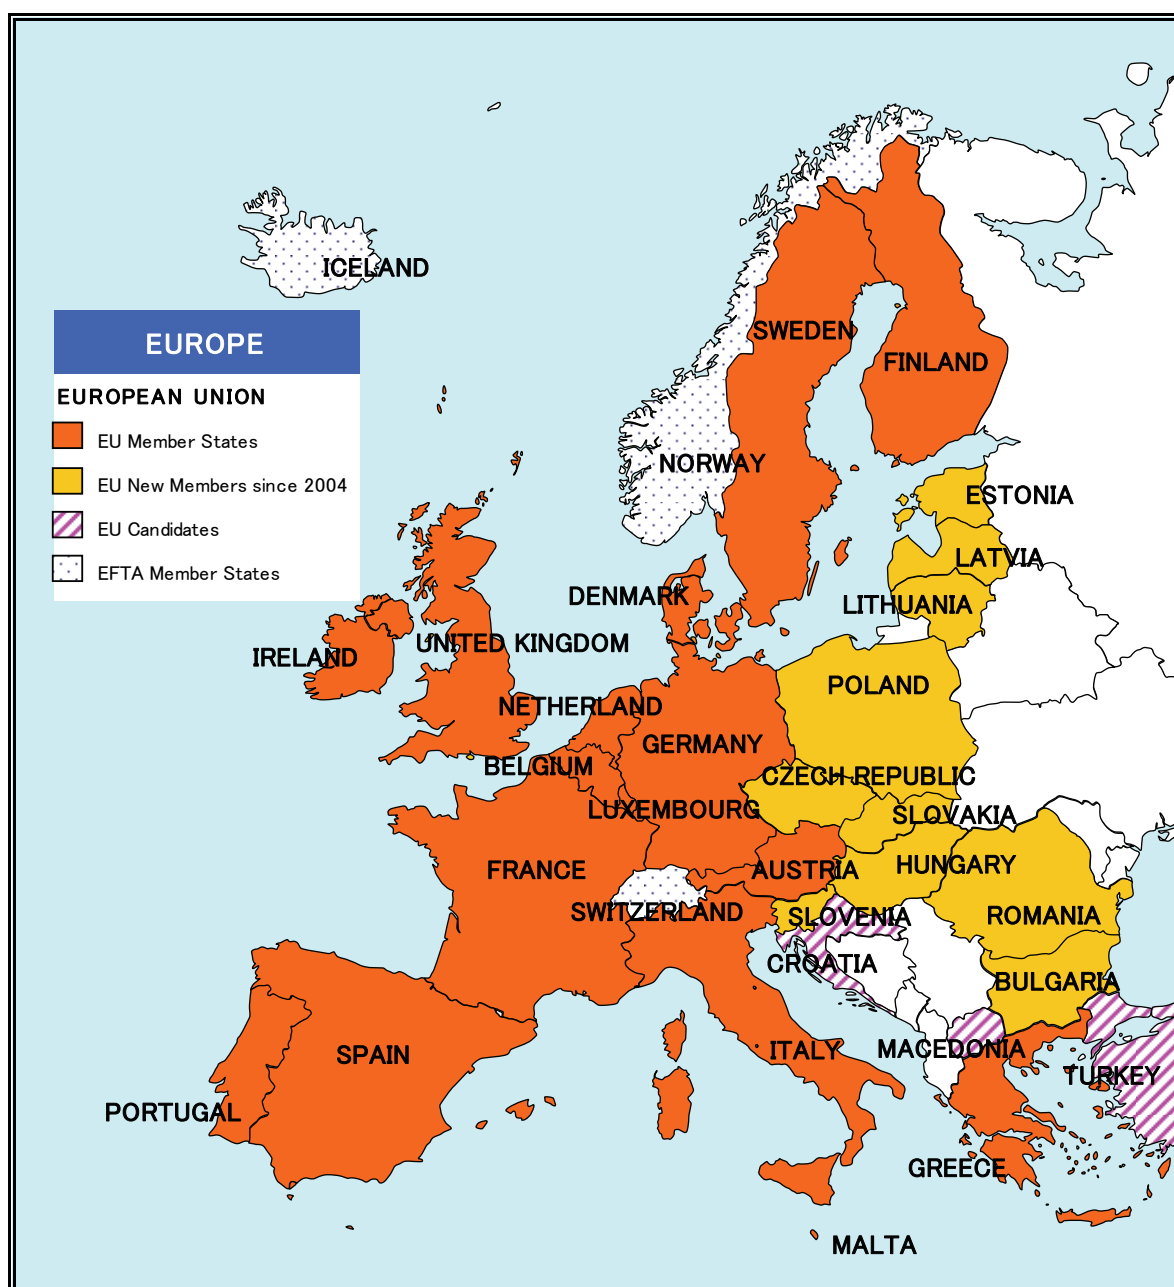 ICELAND
EUROPE
EUROPEAN UNION
EU Member States
EU New Members since 2004
EU Candidates
EFTA Member States
SWEDEN
FINLAND
NORWAY
ESTONIA
LATVIA
DENMARK
LITHUANIA
UNITED KINGDOM
IRELAND
POLAND
NETHERLAND
GERMANY
BELGIUM
CZECH REPUBLIC
LUXEMBOURG
SLOVAKIA
FRANCE
AUSTRIA
HUNGARY
SWITZERLAND
SLOVENIA
ROMANIA
CROATIA
BULGARIA
SPAIN
ITALY
MACEDONIA
TURKEY
PORTUGAL
GREECE
MALTA